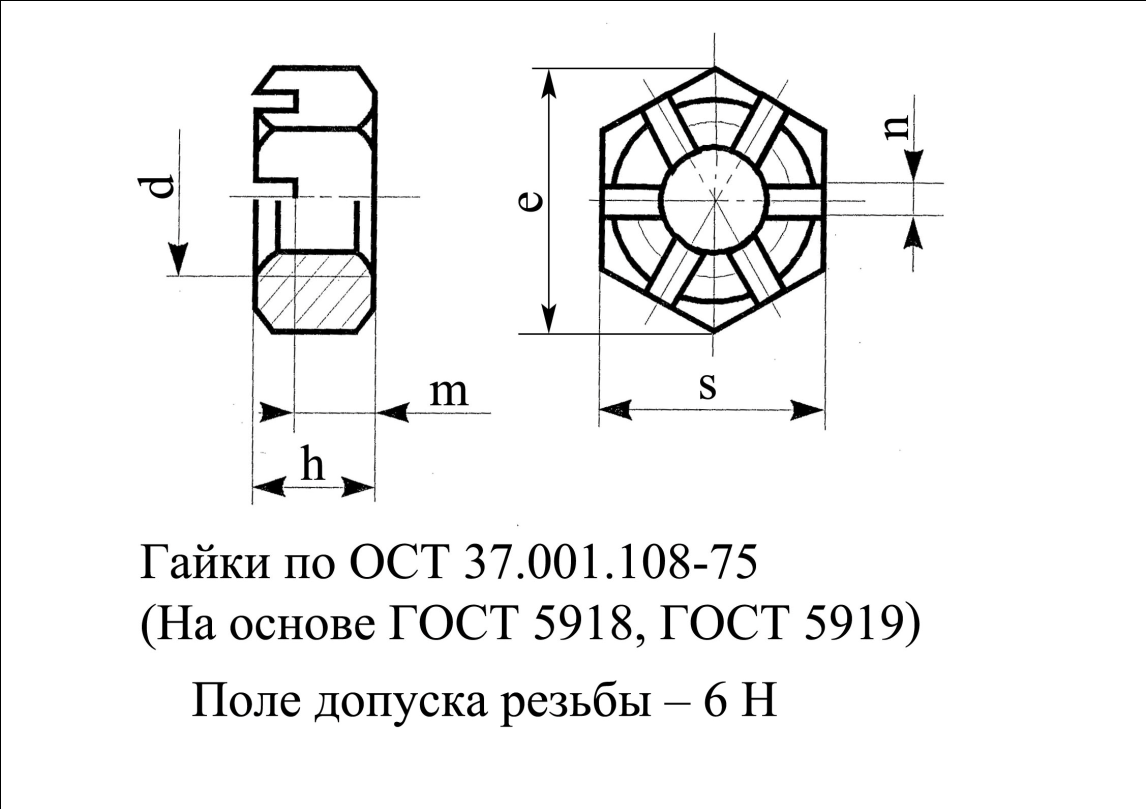 d
m
h
e
s
n
Гайки по ОСТ 37.001.108-75
(На основе ГОСТ 5918, ГОСТ 5919)
Поле допуска резьбы – 6 Н